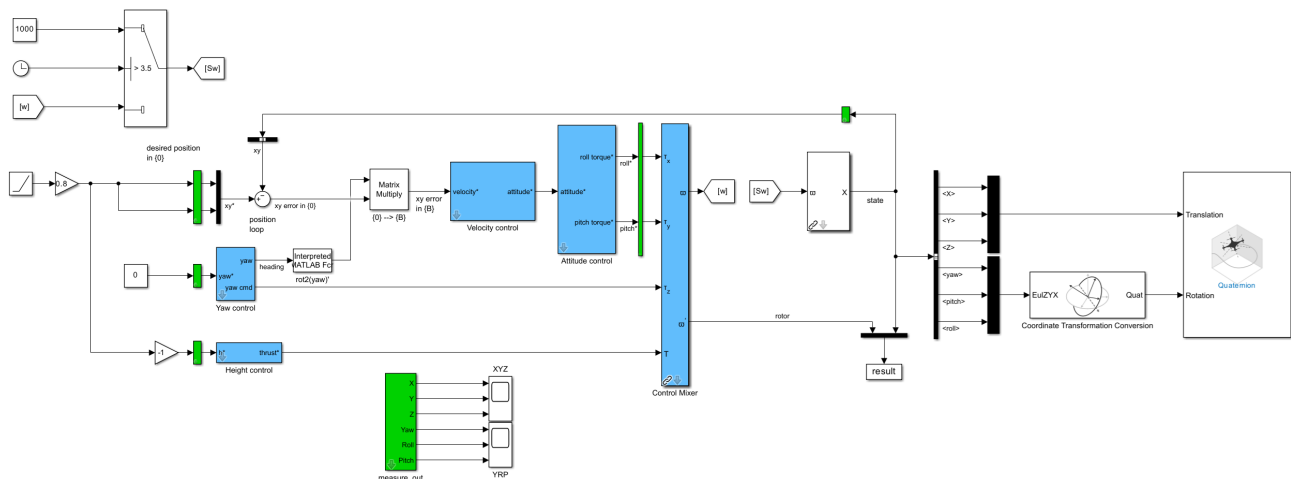 1000
> 3.5
[Sw]
[w]
desired position
in {0}
0.8
xy
xy*
+
~
xy error in {0}
position
loop
Matrix
Multiply
{0} --> {B}
xy error
in {B}
velocity*
attitude*
Velocity control
attitude*
roll torque*
pitch torque*
Attitude control
roll*
pitch*
τx
τy
τz
T
Control Mixer
[w]
[Sw]
X
state
0
yaw*
yaw
yaw cmd
Yaw control
heading
Interpreted
MATLAB Fcn
rot2(yaw)'
-1
h*
thrust*
Height control
rotor
result
X
Y
Z
Yaw
Roll
Pitch
measure_out
XYZ
YRP
<X>
<Y>
<Z>
<yaw>
<pitch>
<roll>
EulZYX
Quat
Coordinate Transformation Conversion
Translation
Rotation
Quaternion